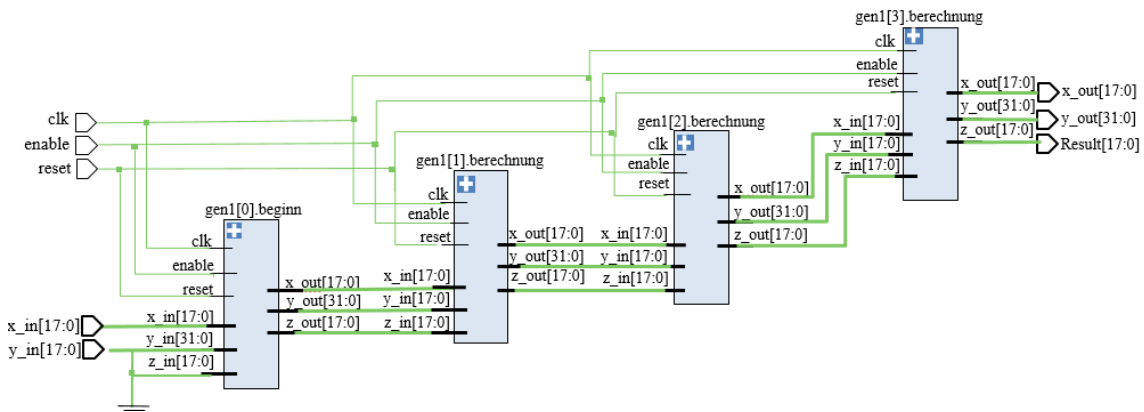 gen1[3].berechnung
clk
enable
reset
x_out[17:0]
x_out[17:0]
y_out[31:0]
y_out[31:0]
z_out[17:0]
Result[17:0]
x_in[17:0]
y_in[17:0]
z_in[17:0]
gen1[2].berechnung
clk
enable
reset
x_out[17:0]
y_out[31:0]
z_out[17:0]
x_in[17:0]
y_in[17:0]
z_in[17:0]
gen1[1].berechnung
clk
enable
reset
x_out[17:0]
y_out[31:0]
z_out[17:0]
x_in[17:0]
y_in[17:0]
z_in[17:0]
clk
enable
reset
gen1[0].beginn
clk
enable
reset
x_out[17:0]
y_out[31:0]
z_out[17:0]
x_in[17:0]
x_in[17:0]
y_in[17:0]
y_in[31:0]
z_in[17:0]